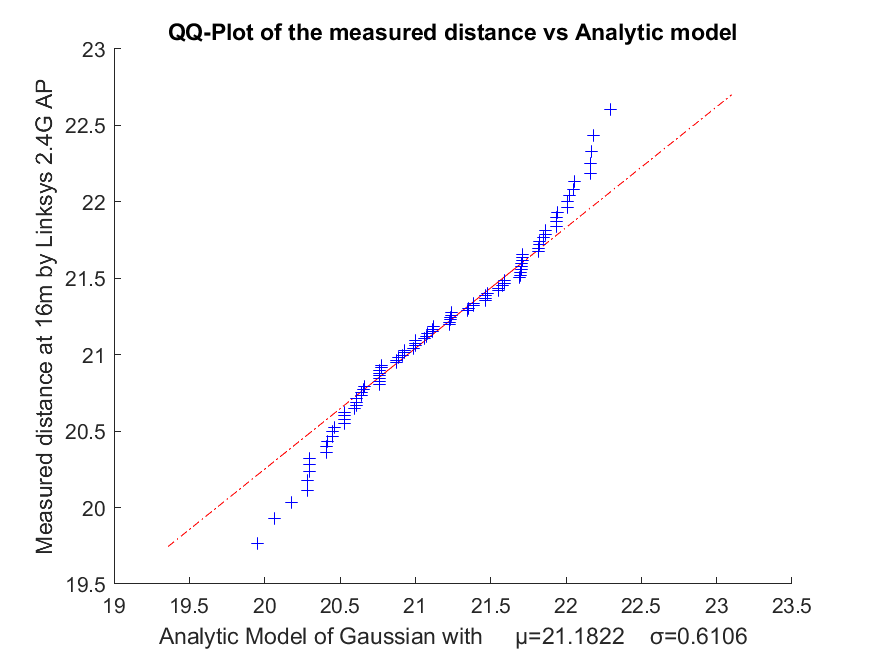 QQ-Plot of the measured distance vs Analytic model
Measured distance at 16m by Linksys 2.4G AP
23
22.5
22
21.5
21
20.5
20
19.5
19 19.5 20 20.5 21 21.5 22 22.5 23 23.5
Analytic Model of Gaussian with μ=21.1822 σ=0.6106